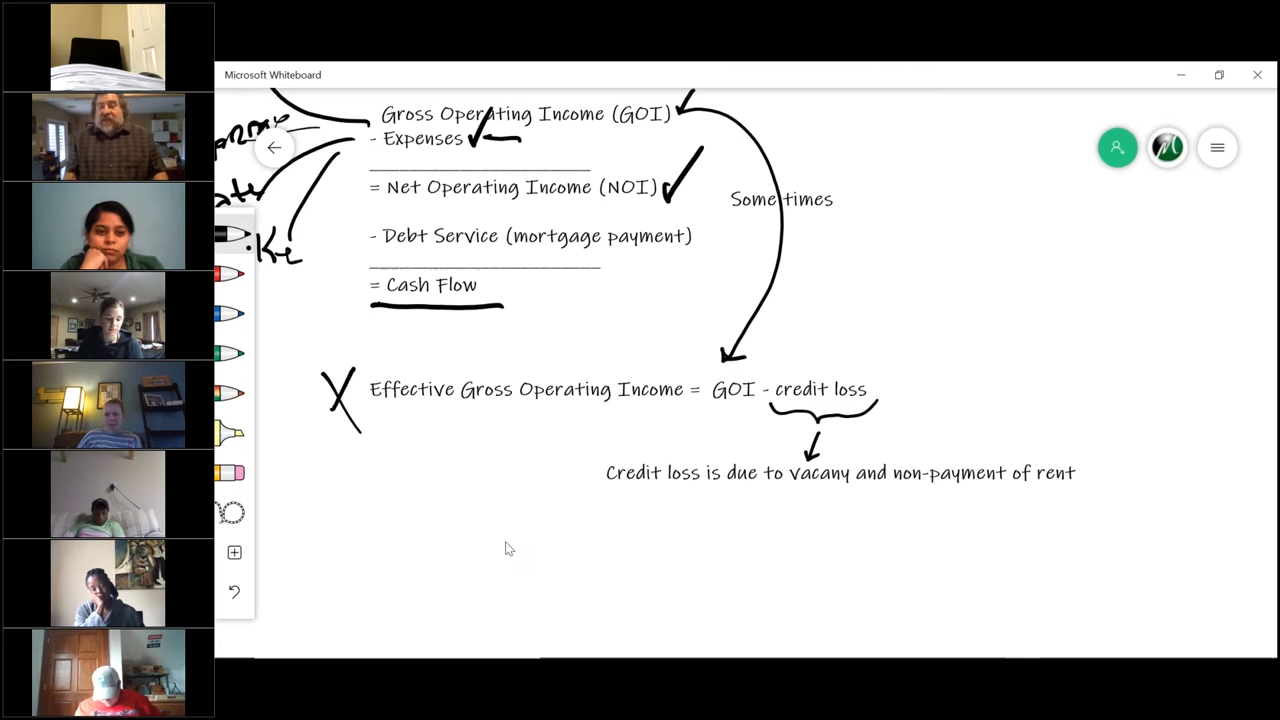 Microsoft Whiteboard
Gross Operating Income (GOI)
- Expenses
= Net Operating Income (NOI)
Some times
- Debt Service (mortgage payment)
= Cash Flow
X Effective Gross Operating Income = GOI - credit loss
Credit loss is due to vacany and non-payment of rent